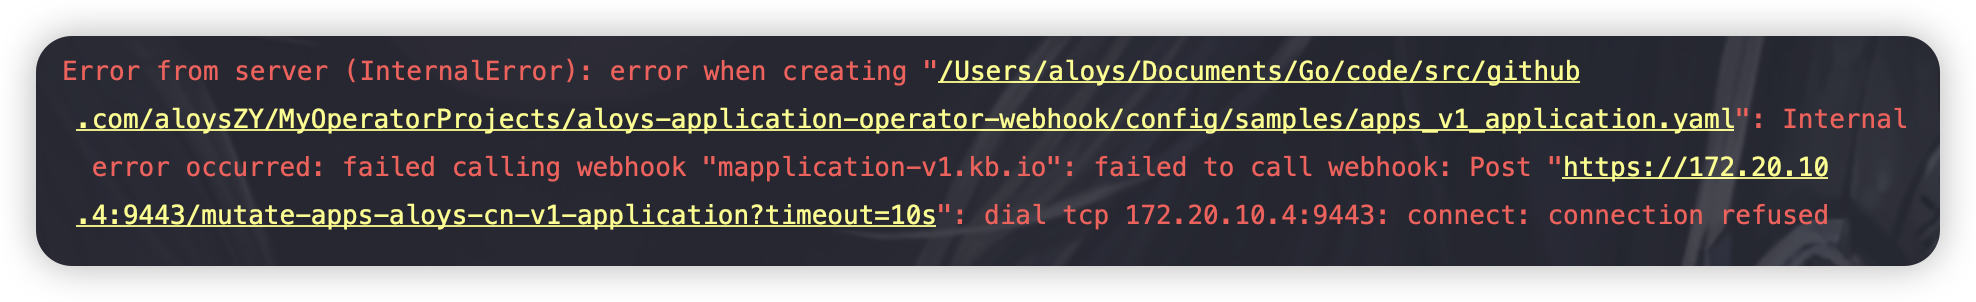 Error from server (InternalError): error when creating "/Users/aloys/Documents/Go/code/src/github
.com/aloysZY/MyOperatorProjects/aloys-application-operator-webhook/config/samples/apps_v1_application.yaml": Internal
error occurred: failed calling webhook "mapplication-v1.kb.io": failed to call webhook: Post "https://172.20.10
.4:9443/mutate-apps-aloys-cn-v1-application?timeout=10s": dial tcp 172.20.10.4:9443: connect: connection refused